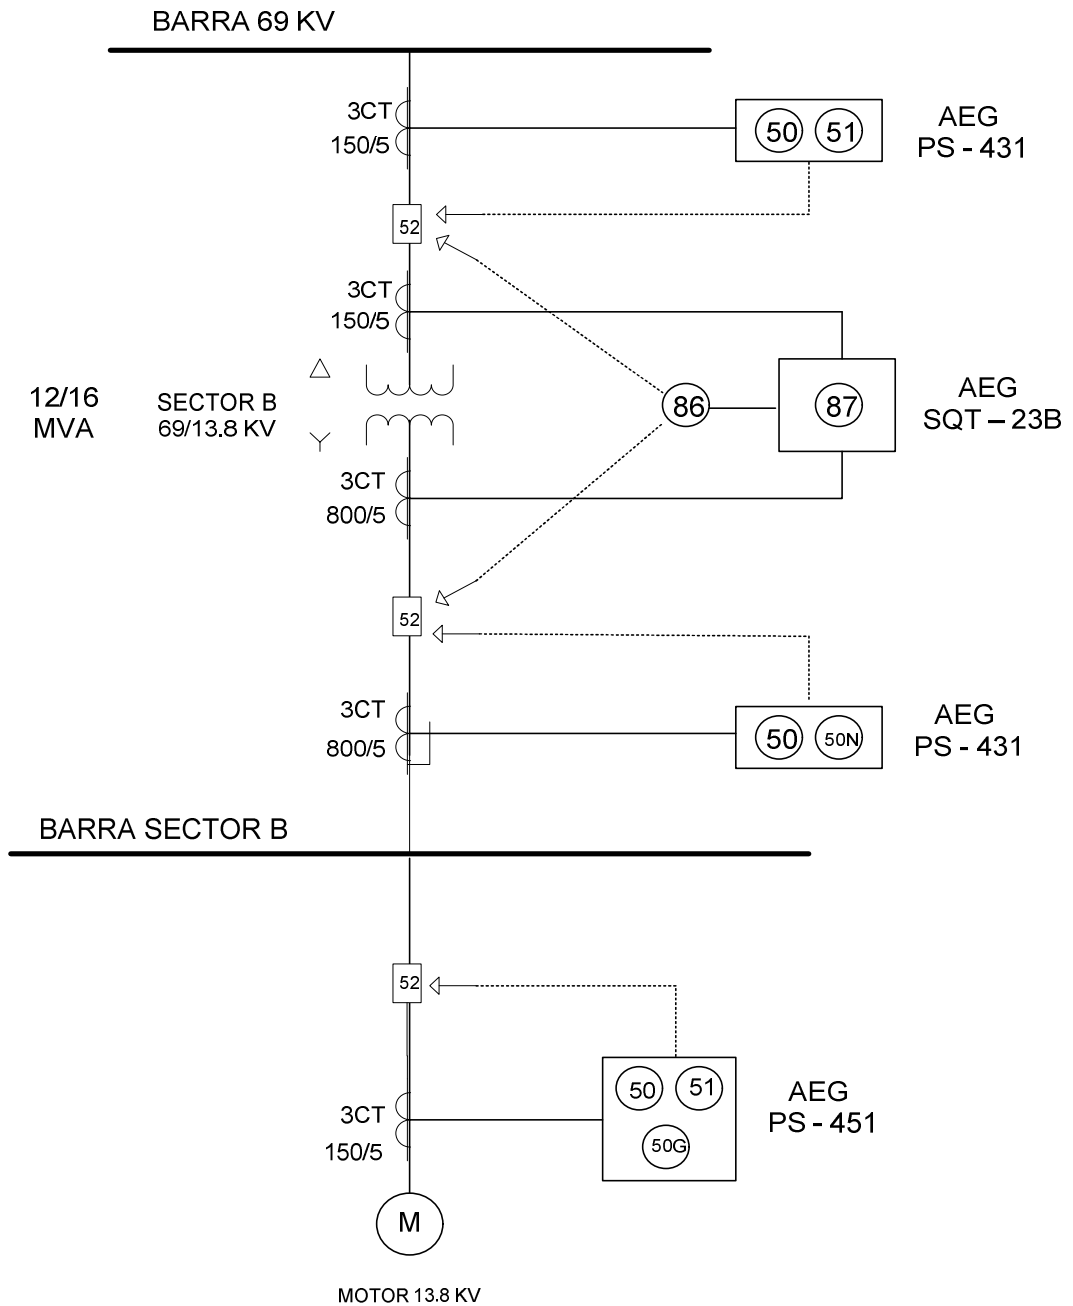 BARRA 69 KV
3CT
150/5
50 51
AEG
PS - 431
52
3CT
150/5
12/16
MVA
SECTOR B
69/13.8 KV
86
87
AEG
SQT - 23B
3CT
800/5
52
3CT
800/5
50 50N
AEG
PS - 431
BARRA SECTOR B
52
3CT
150/5
50 51
50G
AEG
PS - 451
M
MOTOR 13.8 KV